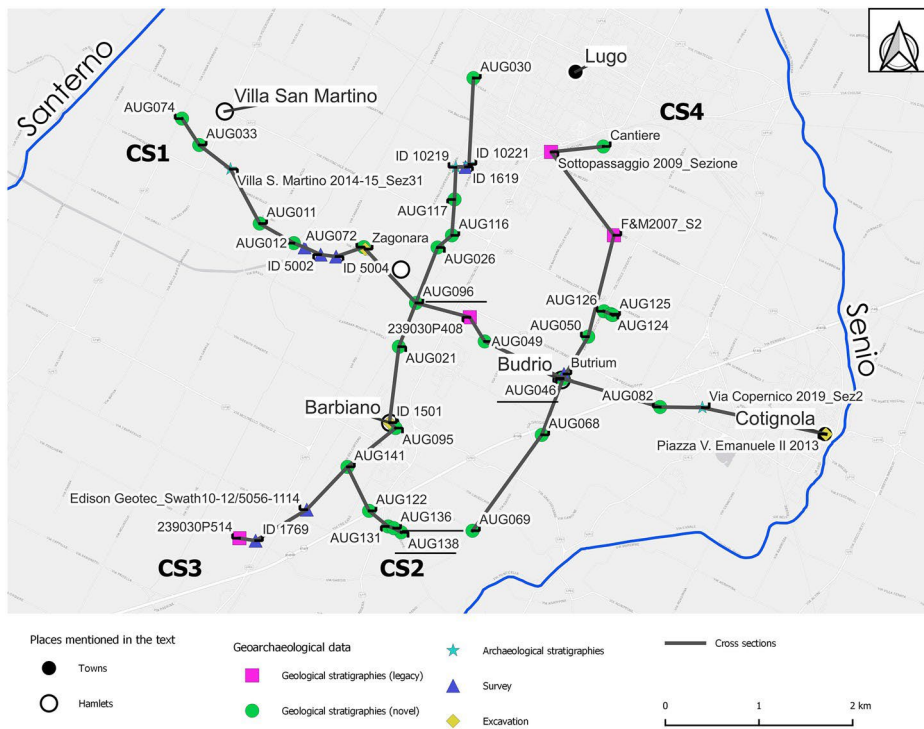 AUG030
Lugo
Santerno
AUG074
Villa San Martino
CS4
CS1
AUG033
Cantiere
ID 10219
ID 10221
Sottopassaggio 2009_Sezione
Villa S. Martino 2014-15_Sez31
ID 1619
AUG117
AUG011
AUG116
F&M2007_S2
AUG012
AUG072
Zagonara
AUG026
ID 5002
ID 5004
AUG096
AUG126
AUG125
239030P408
AUG124
Senio
AUG050
AUG049
AUG021
Budrio
Butrium
AUG046
AUG082
Via Copernico 2019_Sez2
Barbiano
ID 1501
Cotignola
AUG068
AUG095
Piazza V. Emanuele II 2013
AUG141
Edison Geotec_Swath10-12/5056-1114
AUG122
239030P514
ID 1769
AUG136
AUG069
AUG131
AUG138
CS3
CS2
Places mentioned in the text
Towns
Hamlets
Geoarchaeological data
Geological stratigraphies (legacy)
Geological stratigraphies (novel)
Archaeological stratigraphies
Survey
Excavation
Cross sections
0 1 2 km